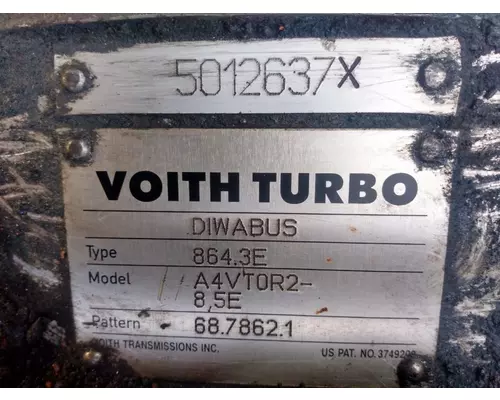 5012637X
VOITH TURBO
DIWABUS
Type 864.3E
Model A4VTOR2-
8,5E
Pattern 68.7862.1
VOITH TRANSMISSIONS INC. US PAT. NO.